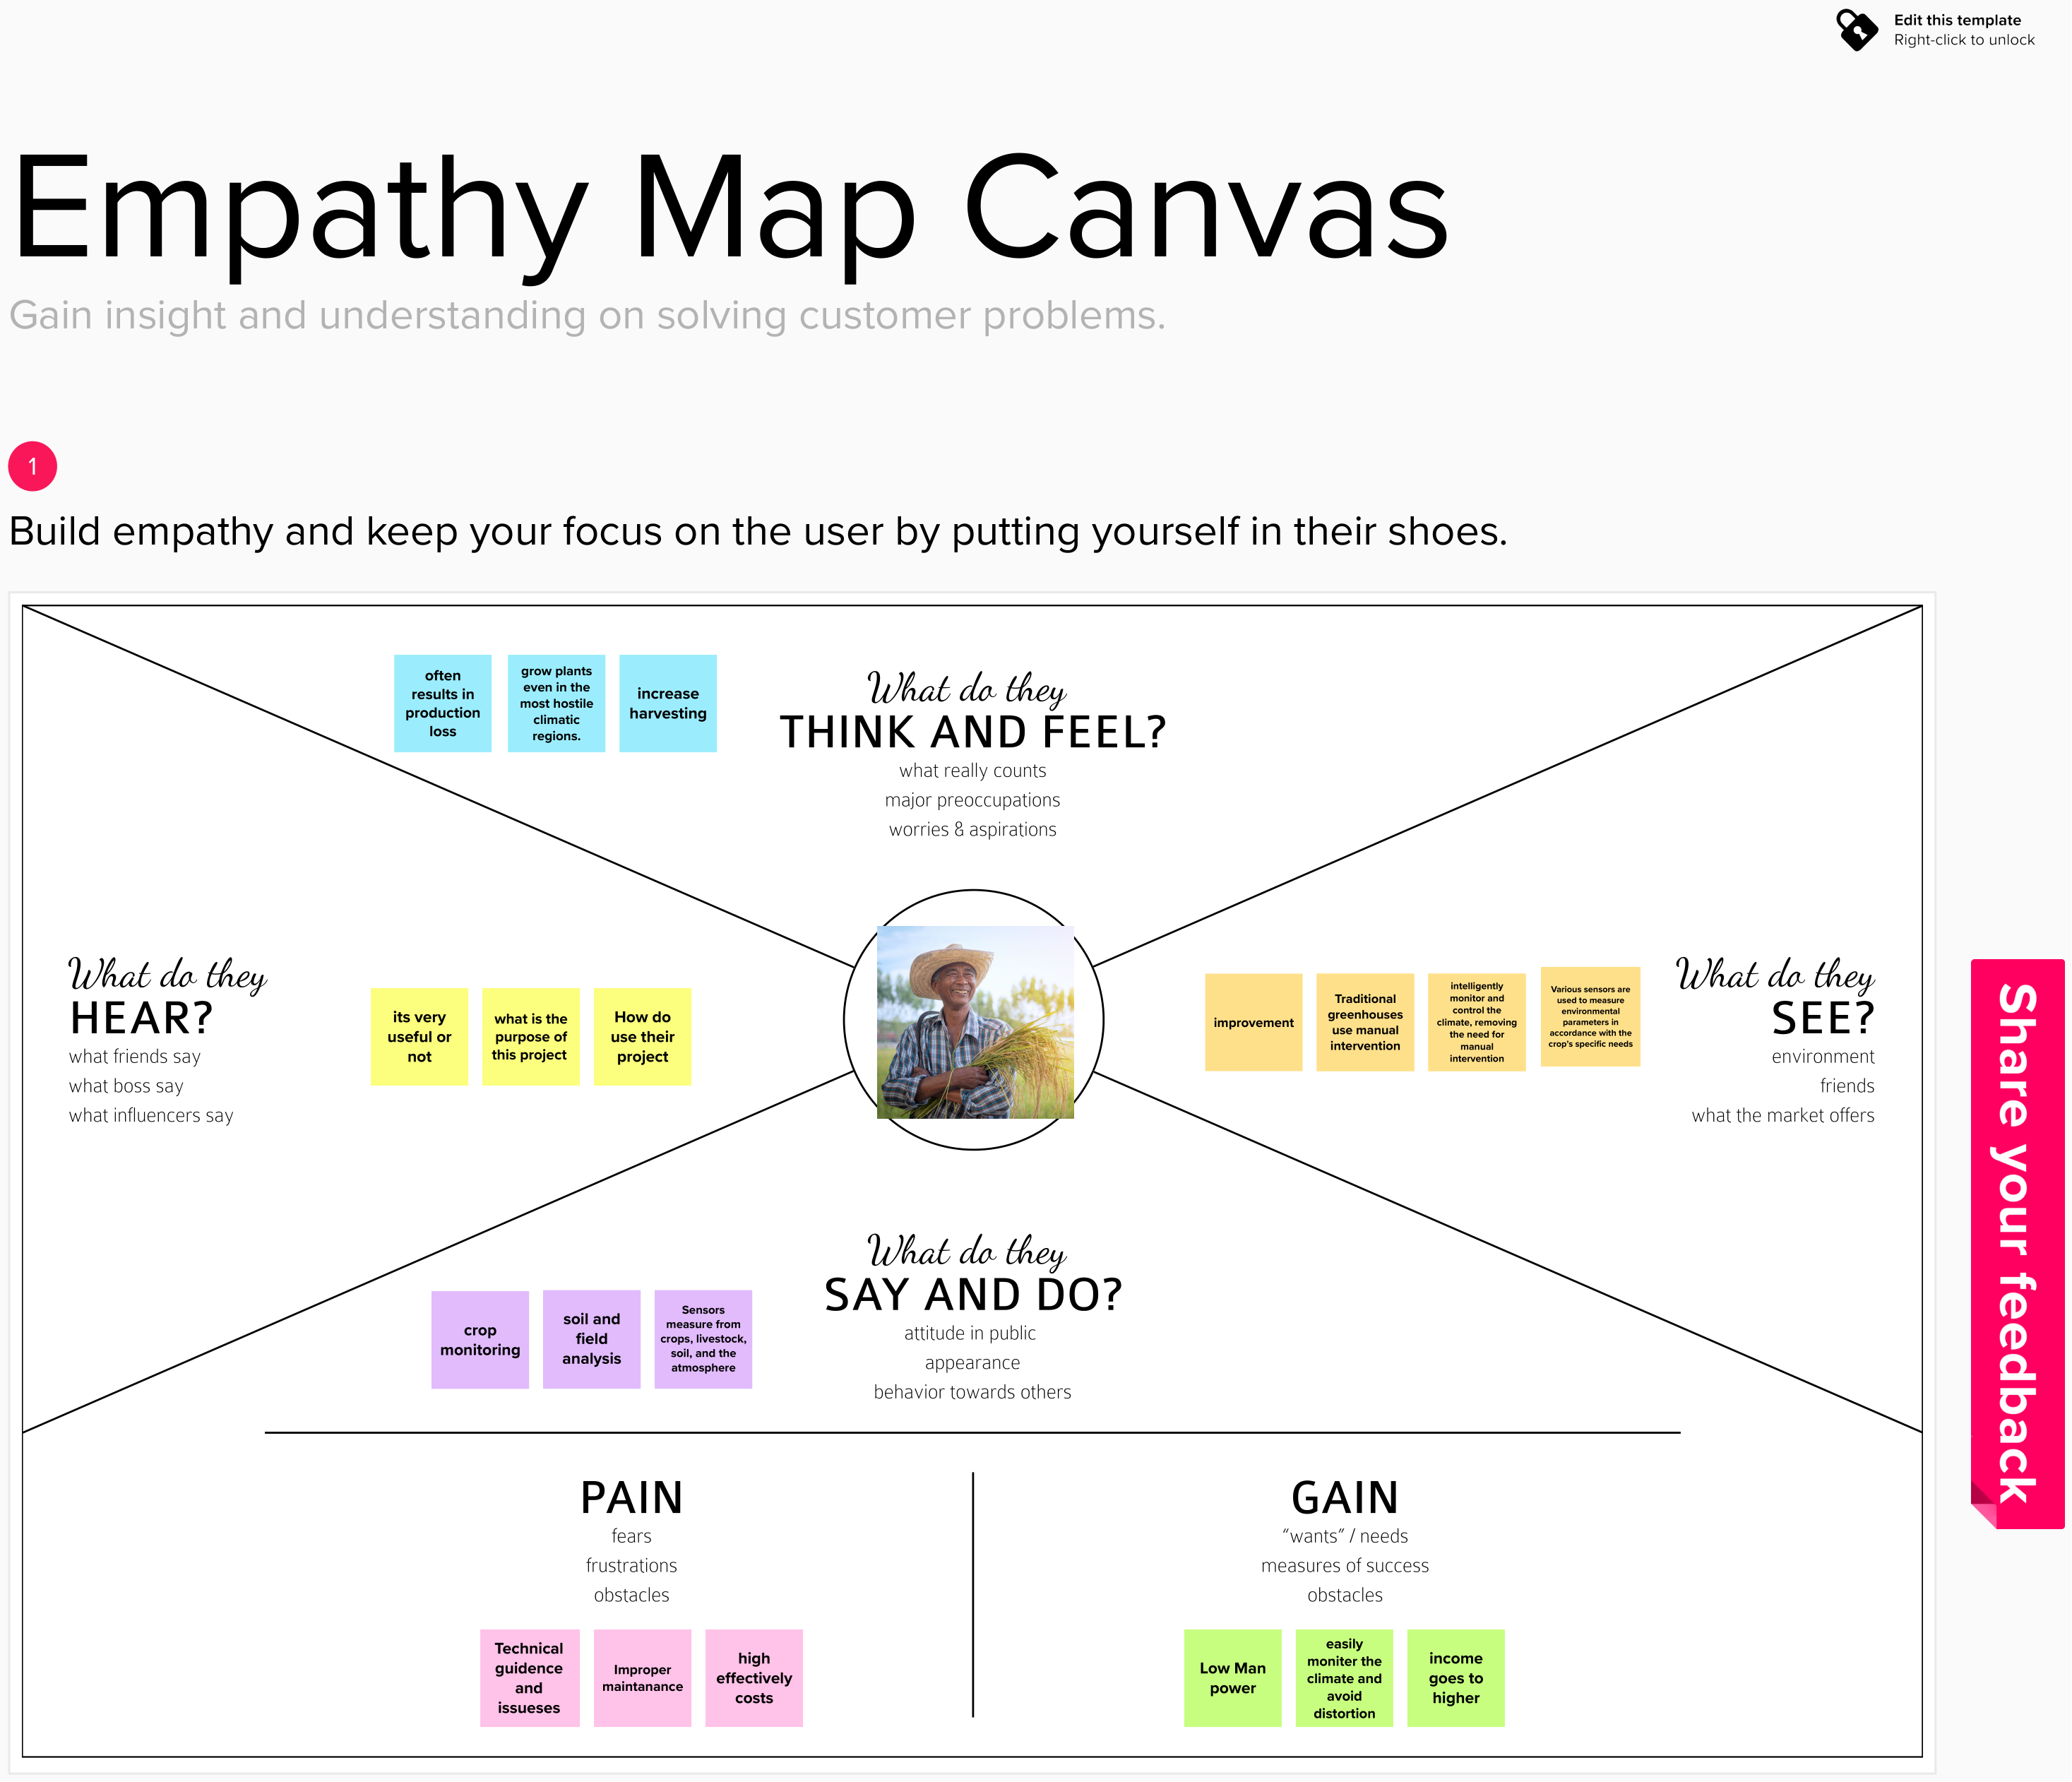 Edit this template
Right-click to unlock
Empathy Map Canvas
Gain insight and understanding on solving customer problems.
1
Build empathy and keep your focus on the user by putting yourself in their shoes.
often
results in
production
loss
grow plants
even in the
most hostile
climatic
regions.
increase
harvesting
What do they
THINK AND FEEL?
what really counts
major preoccupations
worries & aspirations
What do they
HEAR?
what friends say
what boss say
what influencers say
its very
useful or
not
what is the
purpose of
this project
How do
use their
project
improvement
Traditional
greenhouses
use manual
intervention
intelligently
monitor and
control the
climate, removing
the need for
manual
intervention
Various sensors are
used to measure
environmental
parameters in
accordance with the
crop's specific needs
What do they
SEE?
environment
friends
what the market offers
Share your feedback
What do they
SAY AND DO?
attitude in public
appearance
behavior towards others
crop
monitoring
soil and
field
analysis
Sensors
measure from
crops, livestock,
soil, and the
atmosphere
PAIN
fears
frustrations
obstacles
Technical
guidence
and
issueses
Improper
maintanance
high
effectively
costs
GAIN
“wants” / needs
measures of success
obstacles
Low Man
power
easily
moniter the
climate and
avoid
distortion
income
goes to
higher